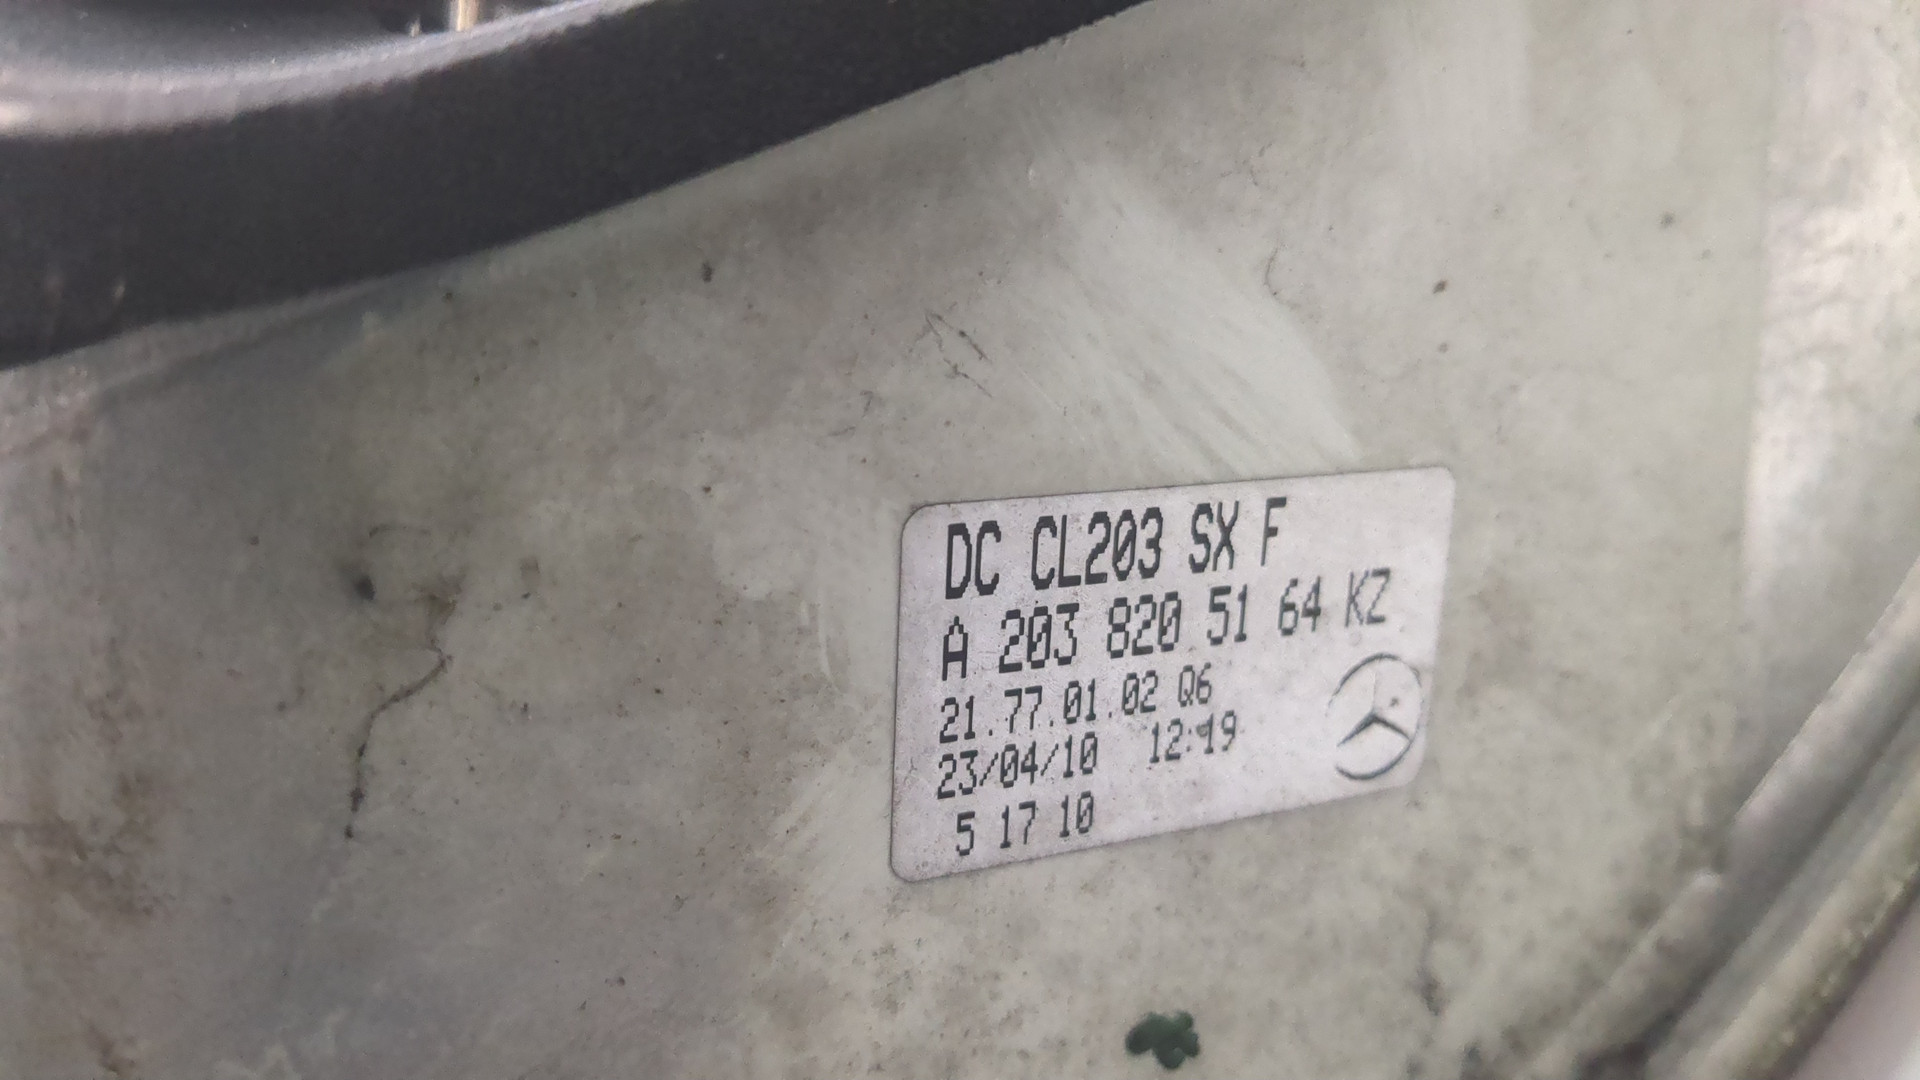 DC CL203 SX F
A 203 820 51 64 KZ
21.77.01.02 Q6
23/04/10 12:19
5 17 10